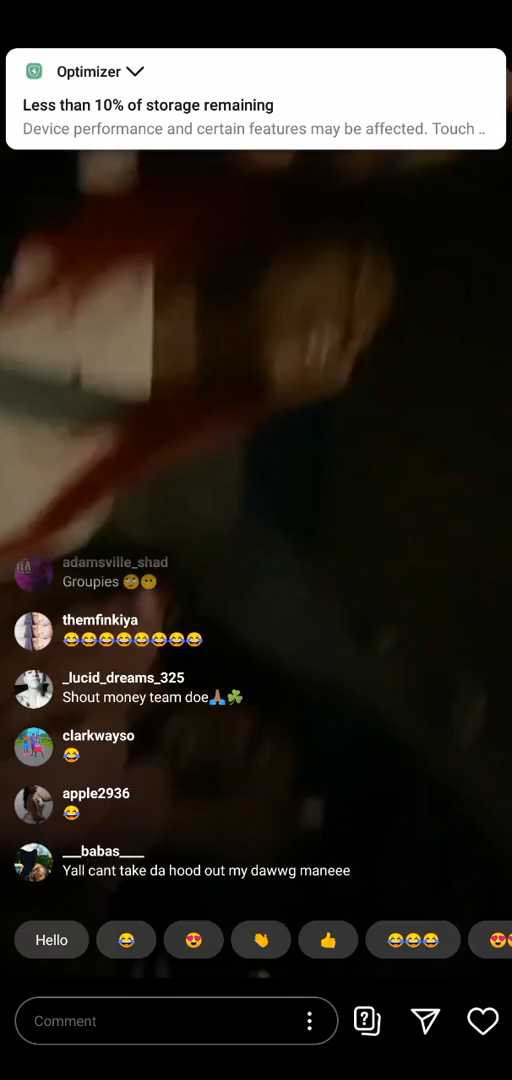 Optimizer
Less than 10% of storage remaining
Device performance and certain features may be affected. Touch ..
adamsville_shad
Groupies 🙄😶
themfinkiya
😂😂😂😂😂😂😂😂
_lucid_dreams_325
Shout money team doe🙏🏽☘️
clarkwayso
😂
apple2936
😂
___babas____
Yall cant take da hood out my dawwg maneee
Hello 😂 😍 👏 👍 😂😂😂 😍
Comment